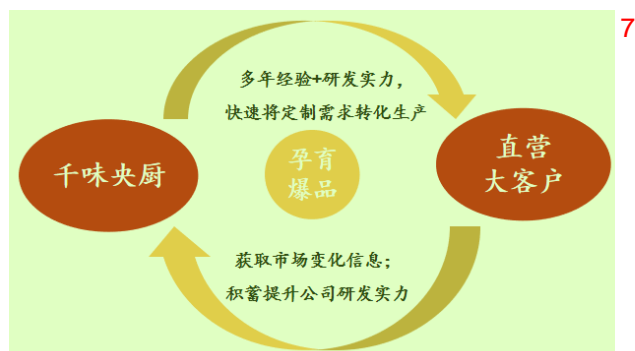 7
多年经验+研发实力，
快速将定制需求转化生产
千味央厨
孕育
爆品
直营
大客户
获取市场变化信息；
积蓄提升公司研发实力